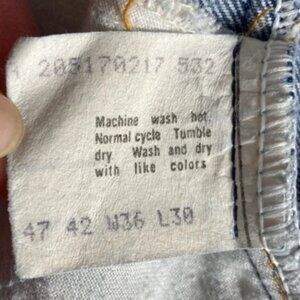 205170217 532
Machine wash hot.
Normal cycle Tumble
dry Wash and dry
with like colors
47 42 W36 L30